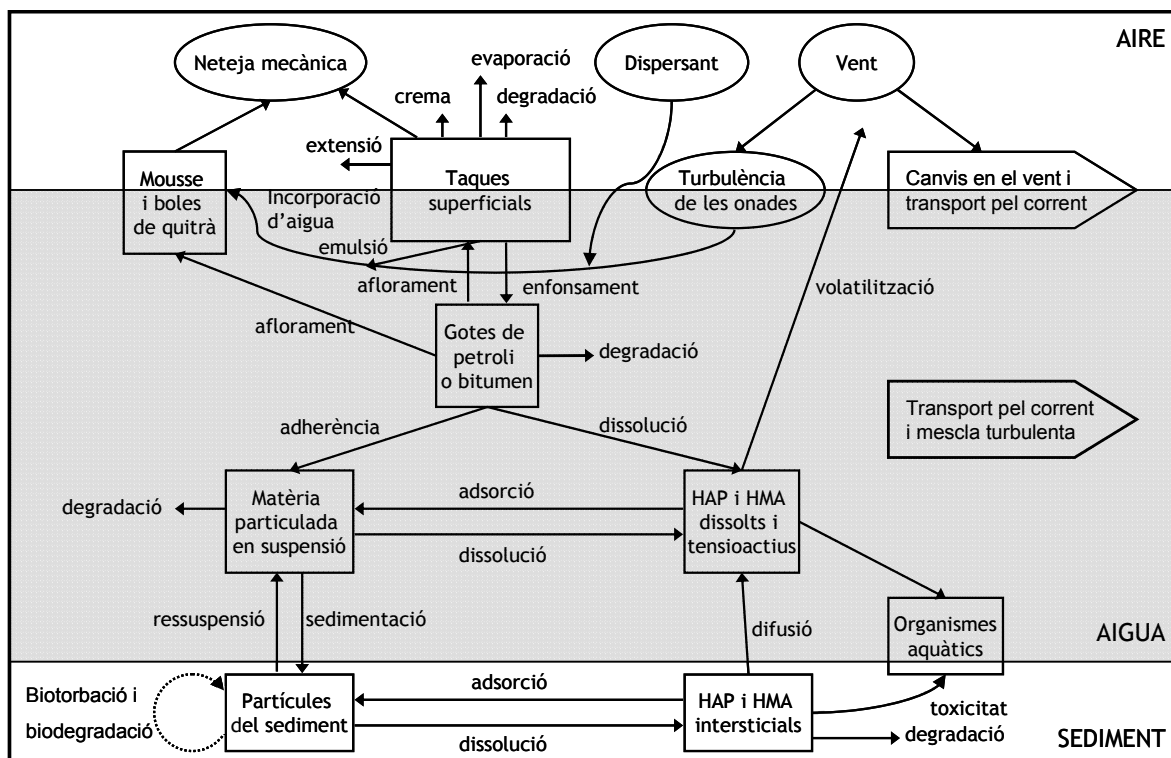 AIRE
Neteja mecànica
evaporació
Dispersant
Vent
crema
degradació
extensió
Mousse
i boles
de quitrà
Incorporació
d'aigua
Taques
superficials
Turbulència
de les onades
Canvis en el vent i
transport pel corrent
emulsió
aflorament
enfonsament
volatilització
aflorament
Gotes de
petroli
o bitumen
degradació
Transport pel corrent
i mescla turbulenta
adherència
dissolució
degradació
Matèria
particulada
en suspensió
adsorció
dissolució
HAP i HMA
dissolts i
tensioactius
ressuspensió
sedimentació
difusió
Organismes
aquàtics
AIGUA
Biotorbació i
biodegradació
Partícules
del sediment
adsorció
dissolució
HAP i HMA
intersticials
toxicitat
degradació
SEDIMENT